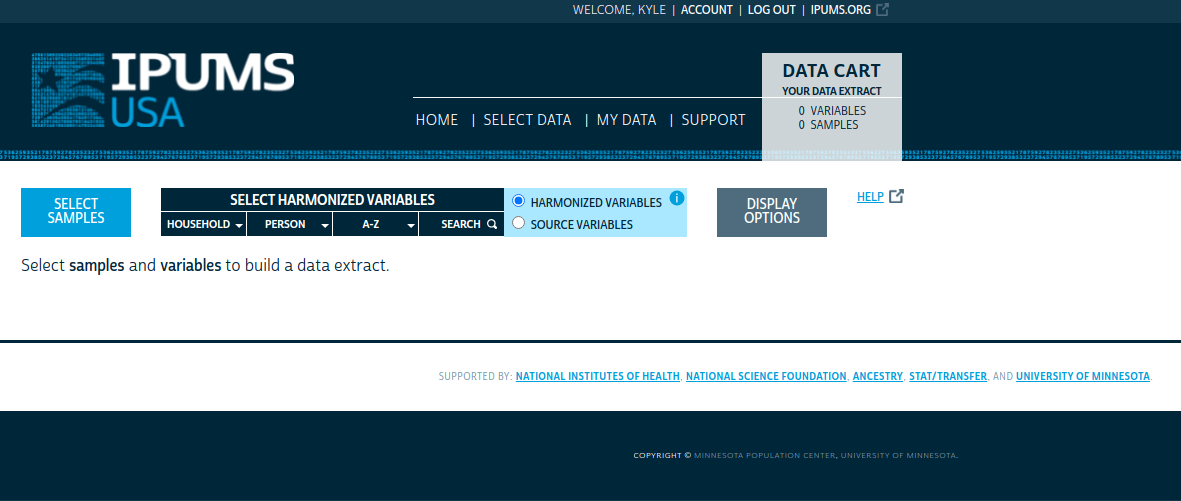 WELCOME, KYLE | ACCOUNT | LOG OUT | IPUMS.ORG
IPUMS
USA
DATA CART
YOUR DATA EXTRACT
0 VARIABLES
0 SAMPLES
HOME | SELECT DATA | MY DATA | SUPPORT
SELECT
SAMPLES
SELECT HARMONIZED VARIABLES
HOUSEHOLD PERSON A-Z SEARCH
HARMONIZED VARIABLES i
SOURCE VARIABLES
DISPLAY
OPTIONS
HELP
Select samples and variables to build a data extract.
SUPPORTED BY: NATIONAL INSTITUTES OF HEALTH, NATIONAL SCIENCE FOUNDATION, ANCESTRY, STAT/TRANSFER, AND UNIVERSITY OF MINNESOTA.
COPYRIGHT © MINNESOTA POPULATION CENTER, UNIVERSITY OF MINNESOTA.